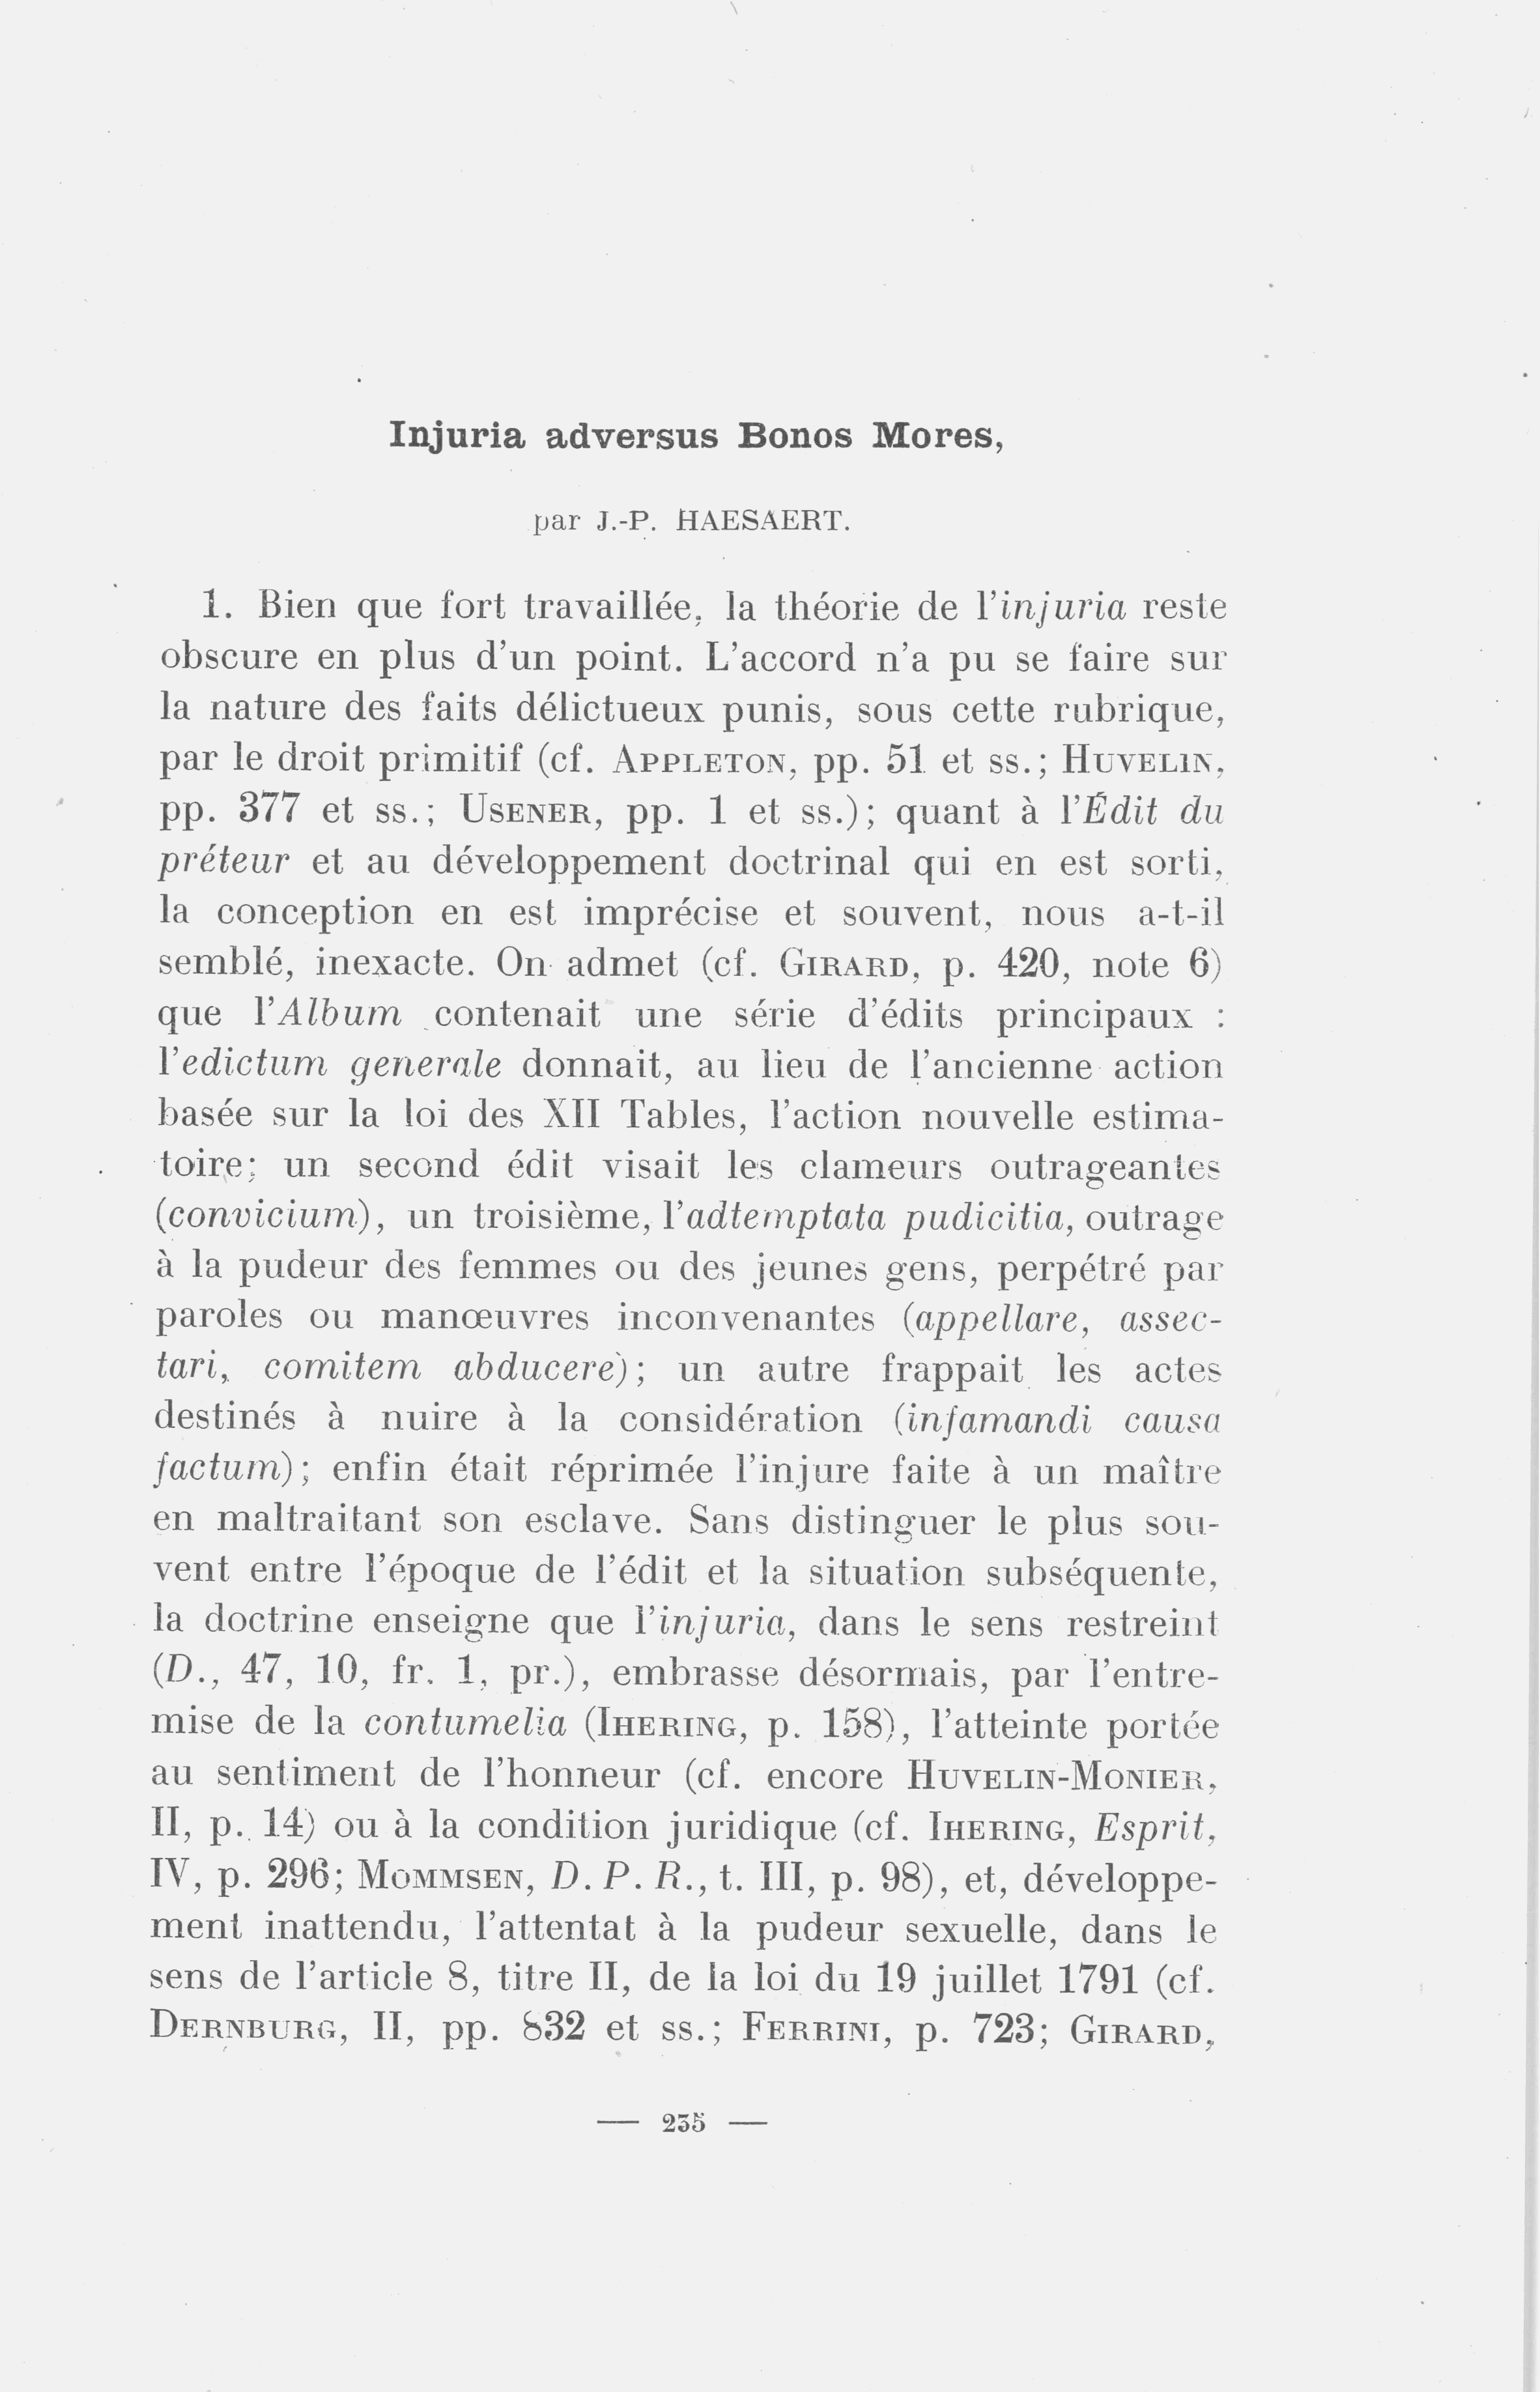 Injuria adversus Bonos Mores,
par J.-P. HAESAERT.
1. Bien que fort travaillée, la théorie de l'injuria reste
obscure en plus d'un point. L'accord n'a pu se faire sur
la nature des faits délictueux punis, sous cette rubrique,
par le droit primitif (cf. APPLETON, pp. 51 et ss.; HUVELIN,
pp. 377 et ss.; USENER, pp. 1 et ss.); quant à l'Édit du
préteur et au développement doctrinal qui en est sorti,
la conception en est imprécise et souvent, nous a-t-il
semblé, inexacte. On admet (cf. GIRARD, p. 420, note 6)
que l'Album contenait une série d'édits principaux :
l'edictum generale donnait, au lieu de l'ancienne action
basée sur la loi des XII Tables, l'action nouvelle estima-
toire; un second édit visait les clameurs outrageantes
(convicium), un troisième, l'adtemptata pudicitia, outrage
à la pudeur des femmes ou des jeunes gens, perpétré par
paroles ou manœuvres inconvenantes (appellare, assec-
tari, comitem abducere); un autre frappait les actes
destinés à nuire à la considération (infamandi causa
factum); enfin était réprimée l'injure faite à un maître
en maltraitant son esclave. Sans distinguer le plus sou-
vent entre l'époque de l'édit et la situation subséquente,
la doctrine enseigne que l'injuria, dans le sens restreint
(D., 47, 10, fr. 1, pr.), embrasse désormais, par l'entre-
mise de la contumelia (IHERING, p. 158), l'atteinte portée
au sentiment de l'honneur (cf. encore HUVELIN-MONIER,
II, p. 14) ou à la condition juridique (cf. IHERING, Esprit,
IV, p. 296; MOMMSEN, D. P. R., t. III, p. 98), et, développe-
ment inattendu, l'attentat à la pudeur sexuelle, dans le
sens de l'article 8, titre II, de la loi du 19 juillet 1791 (cf.
DERNBURG, II, pp. 832 et ss.; FERRINI, p. 723; GIRARD,
— 235 —